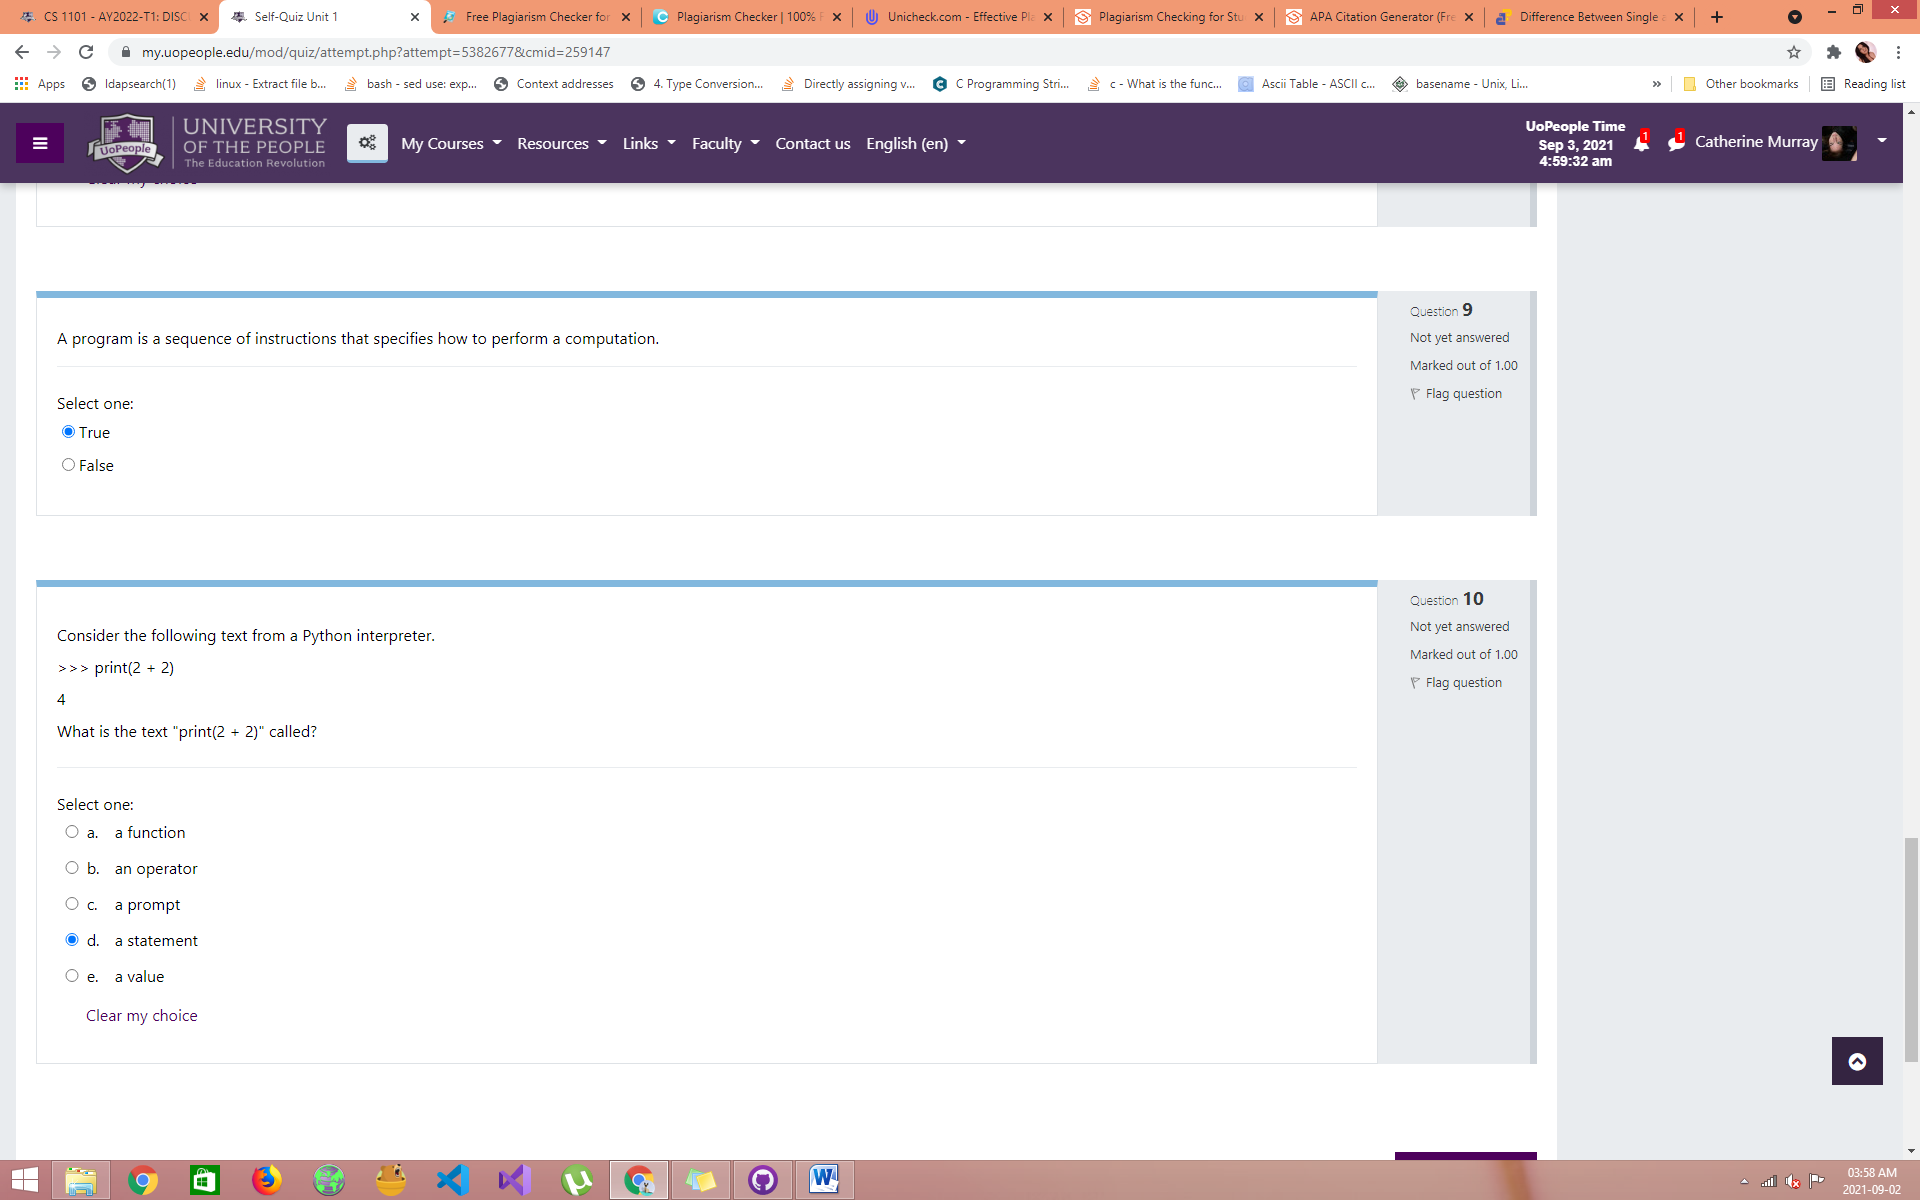 CS 1101 - AY2022-T1: DISC
Self-Quiz Unit 1
Free Plagiarism Checker for
Plagiarism Checker | 100% F
Unicheck.com - Effective Pla
Plagiarism Checking for Stu
APA Citation Generator (Fre
Difference Between Single a
my.uopeople.edu/mod/quiz/attempt.php?attempt=5382677&cmid=259147
Apps
ldapsearch(1)
linux - Extract file b...
bash - sed use: exp...
Context addresses
4. Type Conversion...
Directly assigning v...
C Programming Stri...
c - What is the func...
Ascii Table - ASCII c...
basename - Unix, Li...
»
Other bookmarks
Reading list
UoPeople
UNIVERSITY
OF THE PEOPLE
The Education Revolution
My Courses
Resources
Links
Faculty
Contact us
English (en)
UoPeople Time
Sep 3, 2021
4:59:32 am
1
1
Catherine Murray
A program is a sequence of instructions that specifies how to perform a computation.
Select one:
True
False
Question 9
Not yet answered
Marked out of 1.00
Flag question
Consider the following text from a Python interpreter.
>>> print(2 + 2)
4
What is the text "print(2 + 2)" called?
Select one:
a. a function
b. an operator
c. a prompt
d. a statement
e. a value
Clear my choice
Question 10
Not yet answered
Marked out of 1.00
Flag question
03:58 AM
2021-09-02